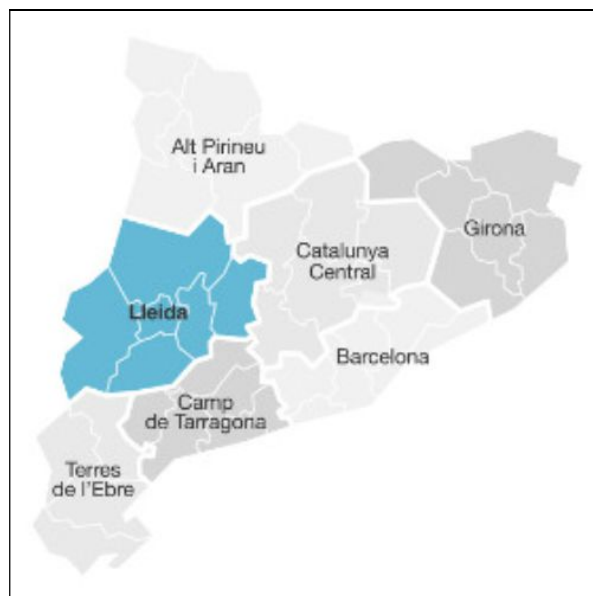 Alt Pirineu
i Aran
Girona
Catalunya
Central
Lleida
Barcelona
Camp
de Tarragona
Terres
de l'Ebre